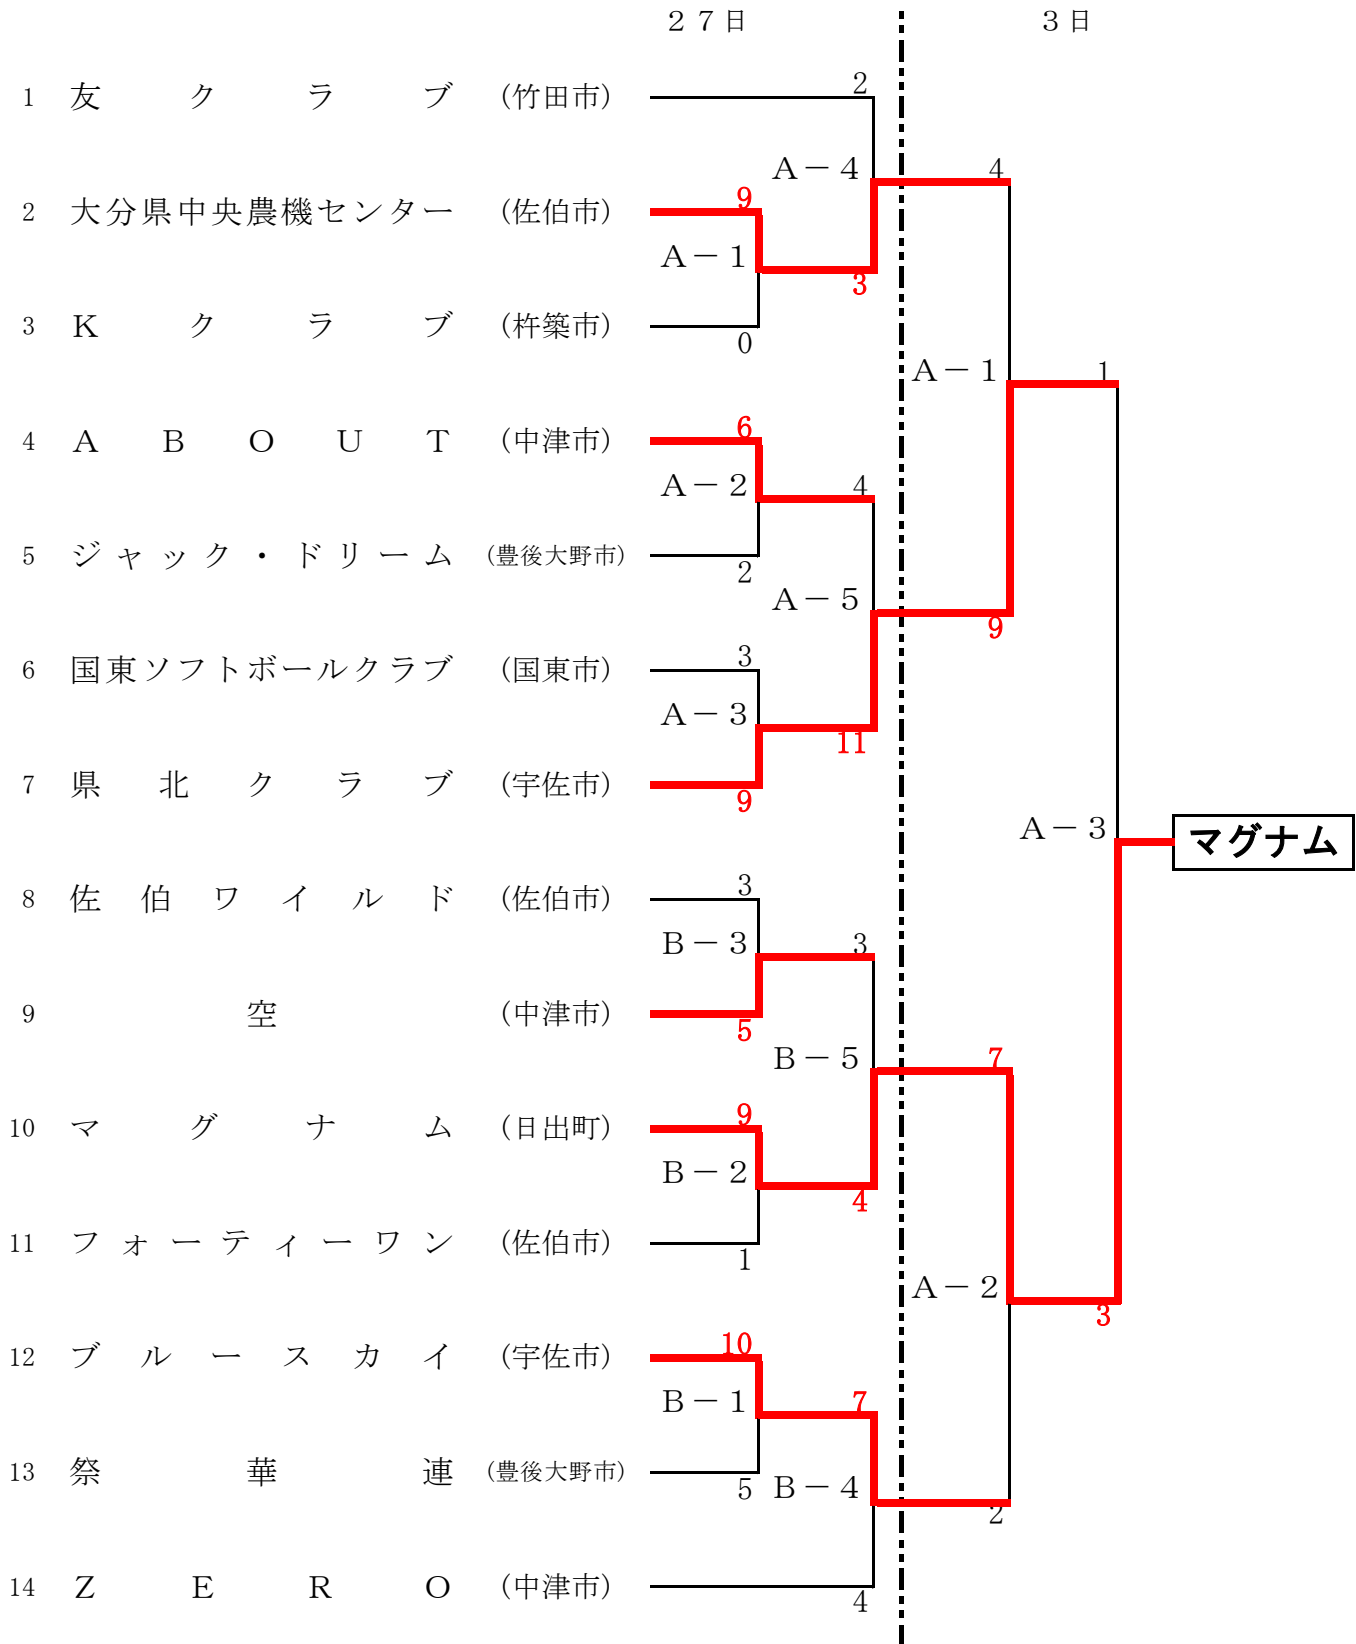 ２７日 ３日
2
1 友クラブ (竹田市)
A－4 4
9
2 大分県中央農機センター (佐伯市)
A－1
3
3 Kクラブ (杵築市)
0
A－1 1
6
4 ABOUT (中津市)
A－2 4
5 ジャック・ドリーム (豊後大野市)
2
A－5
9
3
6 国東ソフトボールクラブ (国東市)
A－3
11
7 県北クラブ (宇佐市)
9
A－3 マグナム
3
8 佐伯ワイルド (佐伯市)
B－3 3
9 空 (中津市)
5
B－5 7
9
10 マグナム (日出町)
B－2
4
11 フォーティーワン (佐伯市)
1
A－2
3
10
12 ブルースカイ (宇佐市)
B－1 7
13 祭華連 (豊後大野市)
5 B－4
2
14 ZERO (中津市)
4